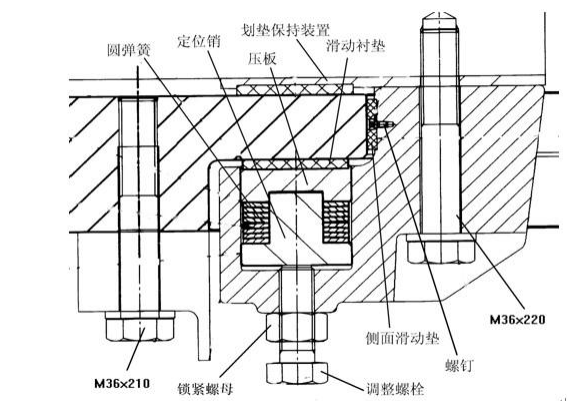 划垫保持装置
定位销
滑动衬垫
圆弹簧
压板
M36×220
侧面滑动垫
螺钉
M36×210
锁紧螺母
调整螺栓